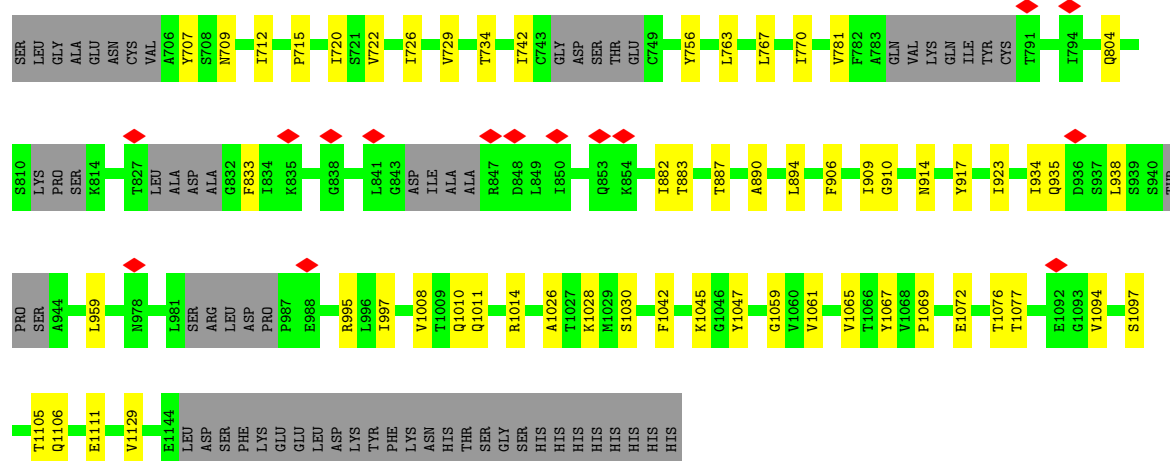 SER LEU GLY ALA GLU ASN CYS VAL A706 Y707 S708 N709 I712 P715 I720 S721 V722 I726 V729 T734 I742 C743 GLY ASP SER THR GLU C749 Y756 L763 L767 I770 V781 F782 A783 GLN VAL LYS GLN ILE TYR CYS T791 I794 Q804
S810 LYS PRO SER K814 T827 LEU ALA ASP ALA G832 F833 I834 K835 G838 L841 G843 ASP ILE ALA ALA R847 D848 L849 I850 Q853 K854 I882 T883 T887 A890 L894 F906 I909 G910 N914 Y917 I923 I934 Q935 D936 S937 L938 S939 S940
PRO SER A944 L959 N978 L981 SER ARG LEU ASP PRO P987 E988 R995 L996 I997 V1008 T1009 Q1010 Q1011 R1014 A1026 T1027 K1028 M1029 S1030 F1042 K1045 G1046 Y1047 G1059 V1060 V1061 V1065 T1066 Y1067 V1068 P1069 E1072 T1076 T1077 E1092 G1093 V1094 S1097
T1105 Q1106 E1111 V1129 E1144 LEU ASP SER PHE LYS GLU GLU LEU ASP LYS TYR PHE LYS ASN HIS THR SER GLY SER HIS HIS HIS HIS HIS HIS HIS HIS